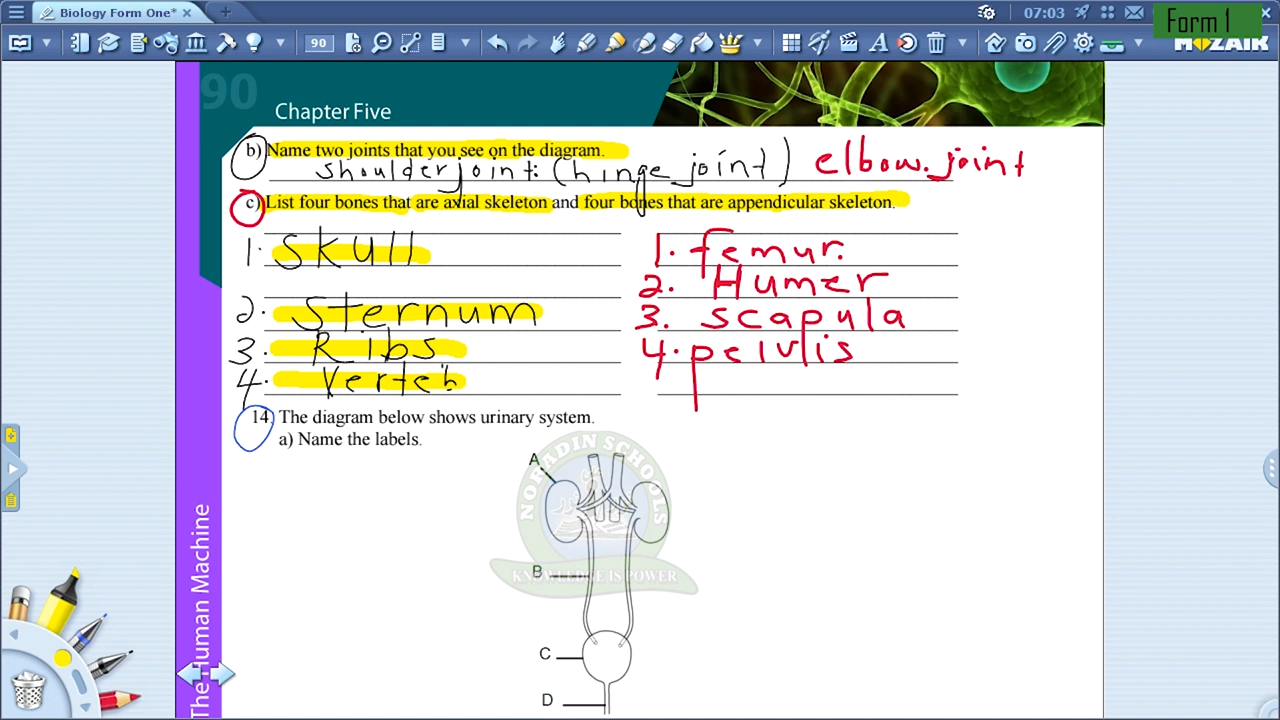 Biology Form One*
07:03
Form 1
90
MOZAIK
90
Chapter Five
b) Name two joints that you see on the diagram.
shoulder joint: (hinge joint) elbow.joint
c) List four bones that are axial skeleton and four bones that are appendicular skeleton.
1. Skull
2. Sternum
3. Ribs
4. Verteb
1. femur.
2. Humer
3. scapula
4. pelvis
14. The diagram below shows urinary system.
a) Name the labels.
A
B
C
D
NORADIN SCHOOLS
KNOWLEDGE IS POWER
The Human Machine